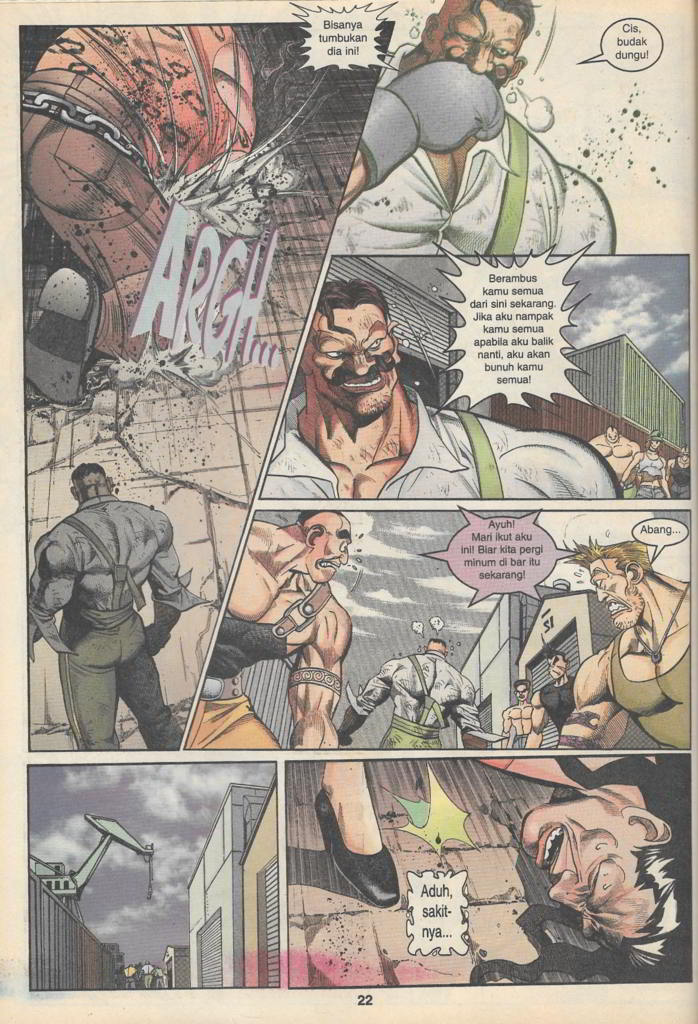 Bisanya
tumbukan
dia ini!
Cis,
budak
dungu!
ARGH...
Berambus
kamu semua
dari sini sekarang.
Jika aku nampak
kamu semua
apabila aku balik
nanti, aku akan
bunuh kamu
semua!
Ayuh!
Mari ikut aku
ini! Biar kita pergi
minum di bar itu
sekarang!
Abang...
Aduh,
sakit-
nya...
22